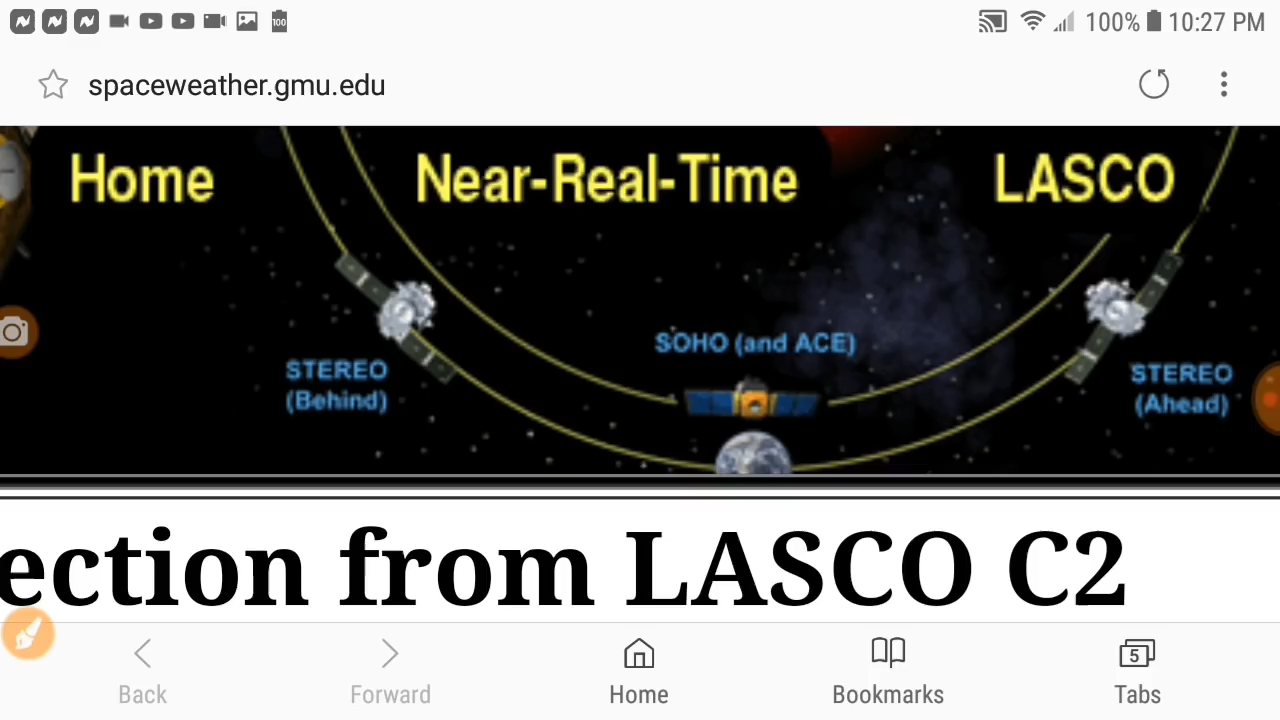 100 100% 10:27 PM
spaceweather.gmu.edu
Home Near-Real-Time LASCO
SOHO (and ACE)
STEREO
(Behind)
STEREO
(Ahead)
ection from LASCO C2
5
Back Forward Home Bookmarks Tabs